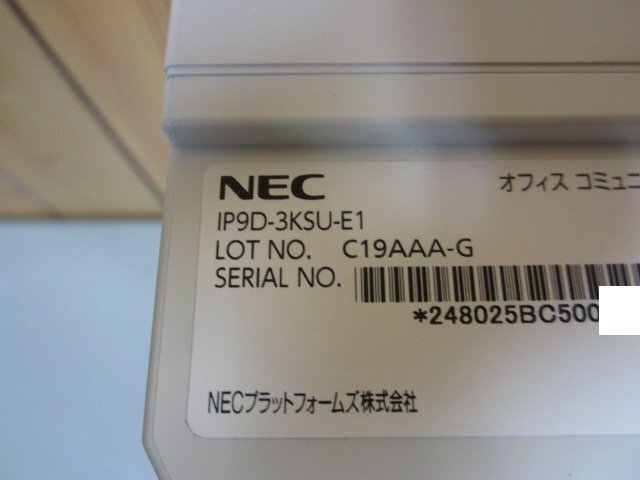 NEC
オフィス コミュニ
IP9D-3KSU-E1
LOT NO. C19AAA-G
SERIAL NO.
*248025BC500
NECプラットフォームズ株式会社